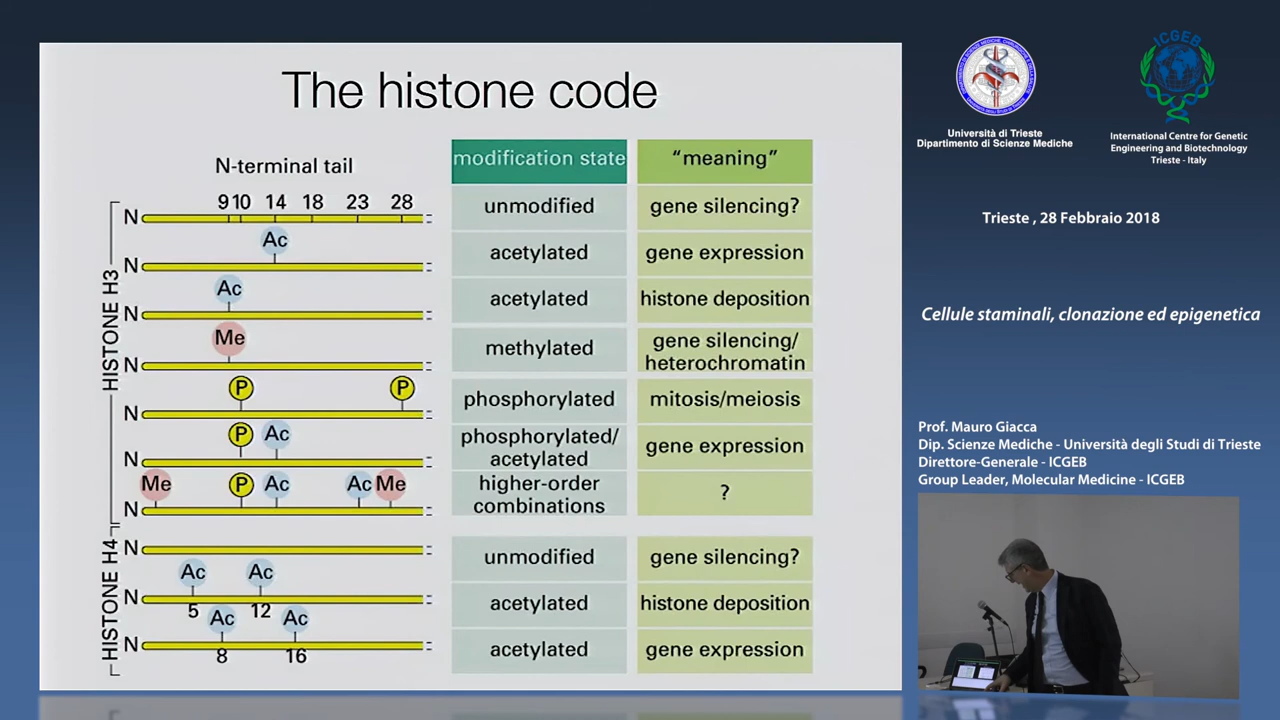 The histone code
N-terminal tail
modification state
"meaning"
9 10 14 18 23 28
HISTONE H3
N
unmodified
gene silencing?
Ac
N
acetylated
gene expression
Ac
N
acetylated
histone deposition
Me
N
methylated
gene silencing/
heterochromatin
P P
N
phosphorylated
mitosis/meiosis
P Ac
N
phosphorylated/
acetylated
gene expression
Me P Ac Ac Me
N
higher-order
combinations
?
HISTONE H4
N
unmodified
gene silencing?
Ac Ac
N
5 12
acetylated
histone deposition
Ac Ac
N
8 16
acetylated
gene expression
Università di Trieste
Dipartimento di Scienze Mediche
ICGEB
International Centre for Genetic
Engineering and Biotechnology
Trieste - Italy
Trieste , 28 Febbraio 2018
Cellule staminali, clonazione ed epigenetica
Prof. Mauro Giacca
Dip. Scienze Mediche - Università degli Studi di Trieste
Direttore-Generale - ICGEB
Group Leader, Molecular Medicine - ICGEB